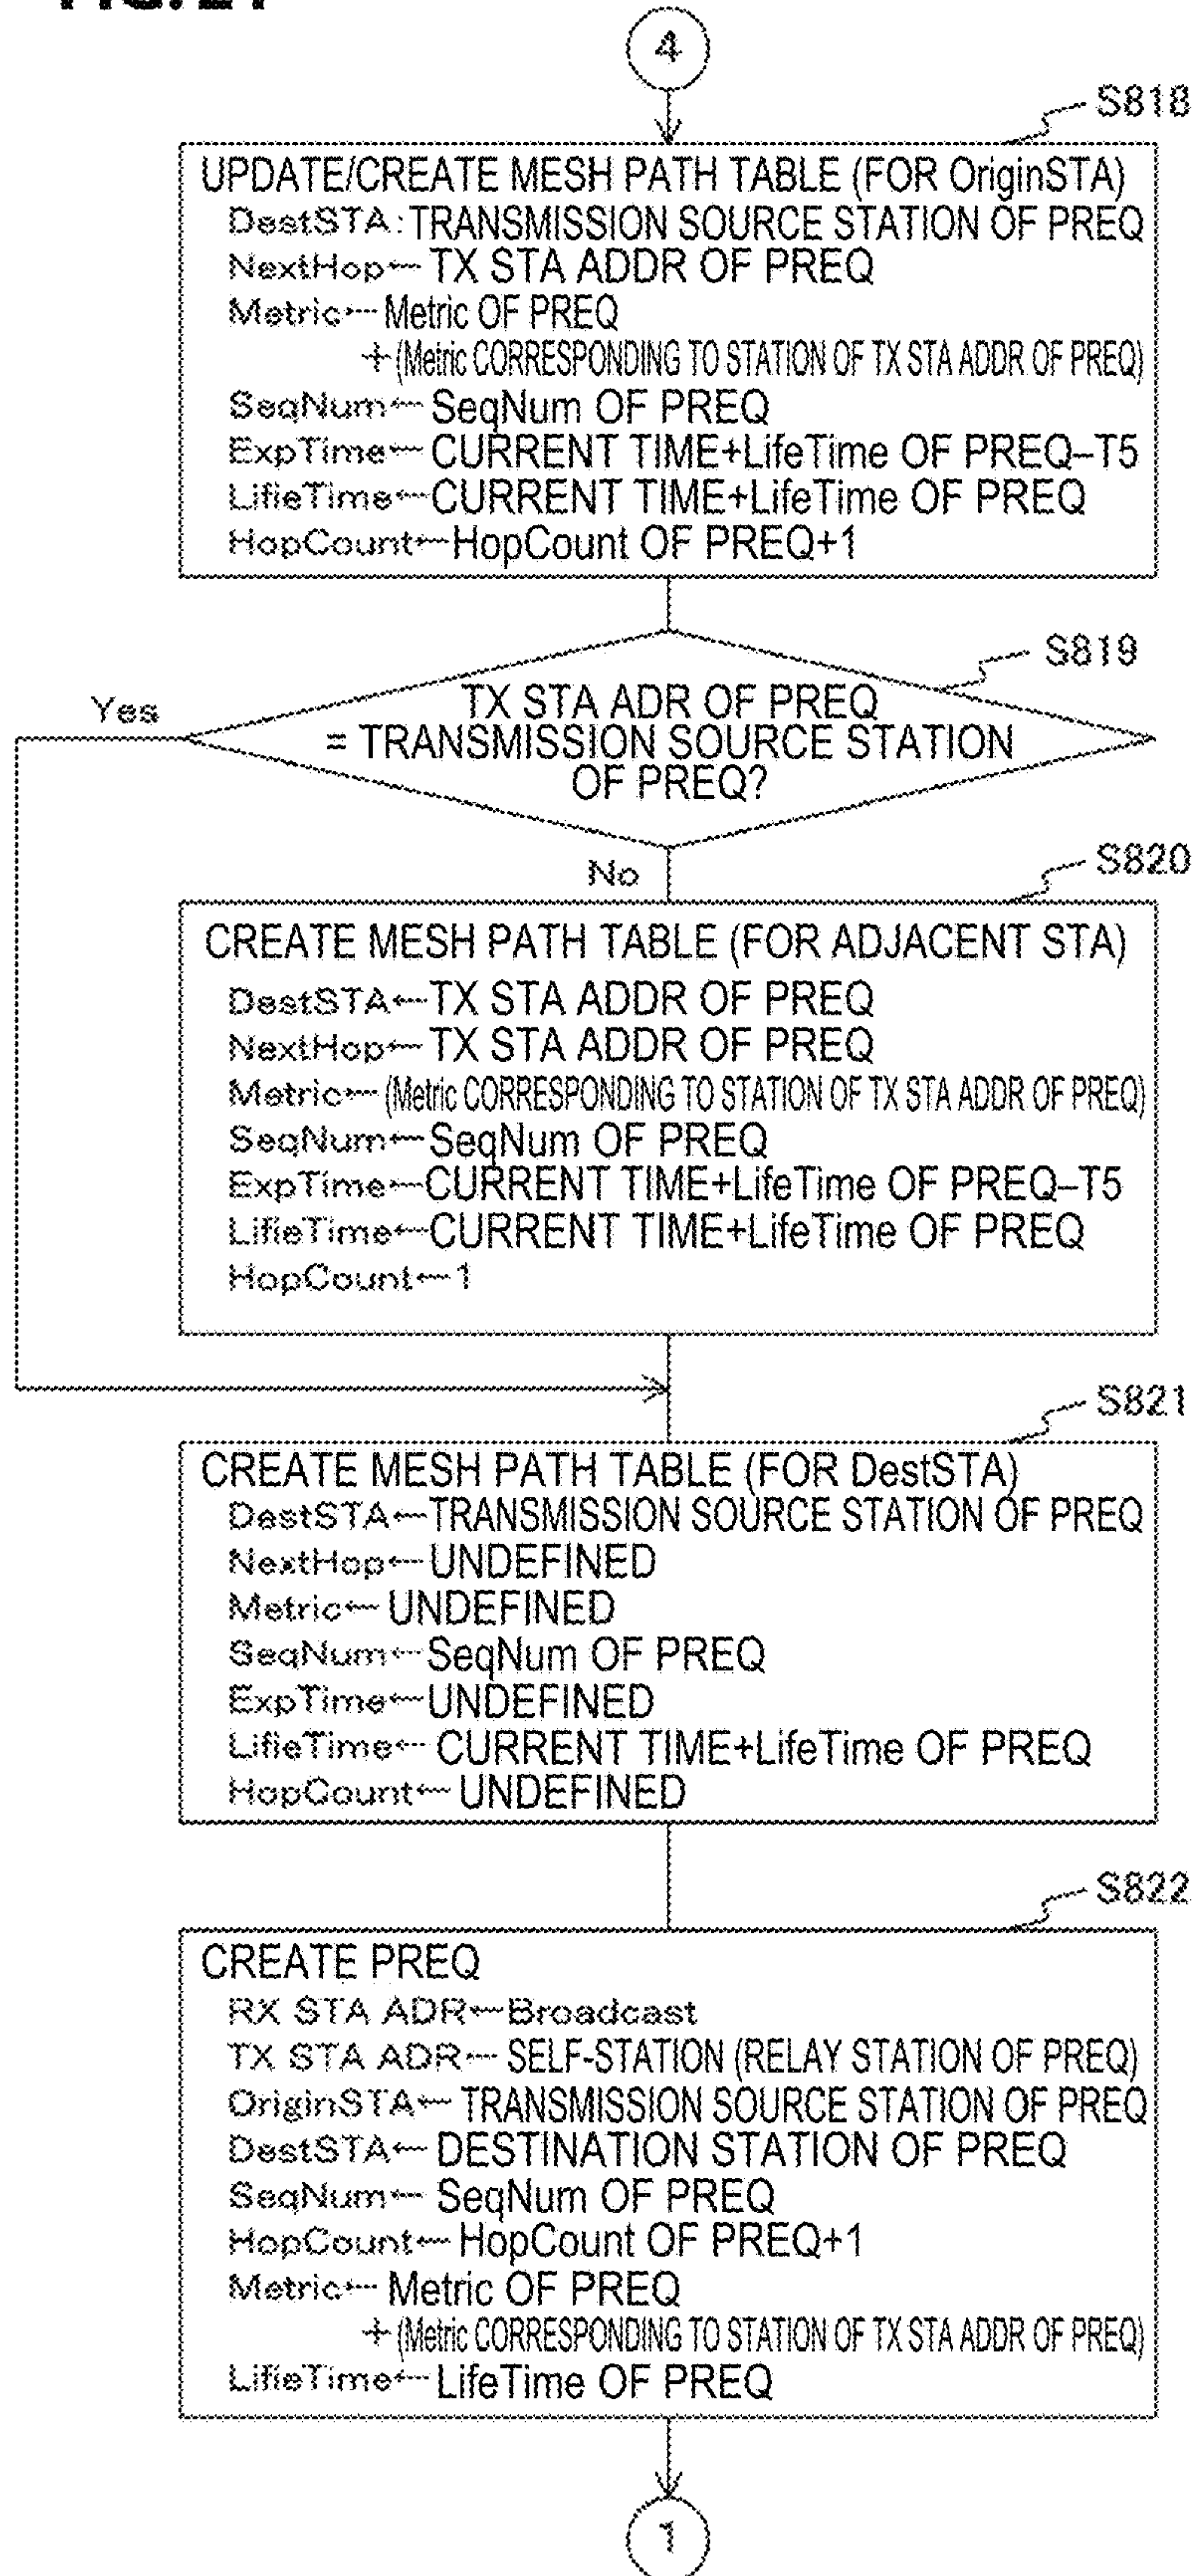 4
S818
UPDATE/CREATE MESH PATH TABLE (FOR OriginSTA)
DestSTA:TRANSMISSION SOURCE STATION OF PREQ
NextHop←TX STA ADDR OF PREQ
Metric←Metric OF PREQ
+(Metric CORRESPONDING TO STATION OF TX STA ADDR OF PREQ)
SeqNum←SeqNum OF PREQ
ExpTime←CURRENT TIME+LifeTime OF PREQ–T5
LifieTime←CURRENT TIME+LifeTime OF PREQ
HopCount←HopCount OF PREQ+1
S819
Yes
TX STA ADR OF PREQ
= TRANSMISSION SOURCE STATION
OF PREQ?
No
S820
CREATE MESH PATH TABLE (FOR ADJACENT STA)
DestSTA←TX STA ADDR OF PREQ
NextHop←TX STA ADDR OF PREQ
Metric←(Metric CORRESPONDING TO STATION OF TX STA ADDR OF PREQ)
SeqNum←SeqNum OF PREQ
ExpTime←CURRENT TIME+LifeTime OF PREQ–T5
LifieTime←CURRENT TIME+LifeTime OF PREQ
HopCount←1
S821
CREATE MESH PATH TABLE (FOR DestSTA)
DestSTA←TRANSMISSION SOURCE STATION OF PREQ
NextHop←UNDEFINED
Metric←UNDEFINED
SeqNum←SeqNum OF PREQ
ExpTime←UNDEFINED
LifieTime←CURRENT TIME+LifeTime OF PREQ
HopCount←UNDEFINED
S822
CREATE PREQ
RX STA ADR←Broadcast
TX STA ADR←SELF-STATION (RELAY STATION OF PREQ)
OriginSTA←TRANSMISSION SOURCE STATION OF PREQ
DestSTA←DESTINATION STATION OF PREQ
SeqNum←SeqNum OF PREQ
HopCount←HopCount OF PREQ+1
Metric←Metric OF PREQ
+(Metric CORRESPONDING TO STATION OF TX STA ADDR OF PREQ)
LifieTime←LifeTime OF PREQ
1